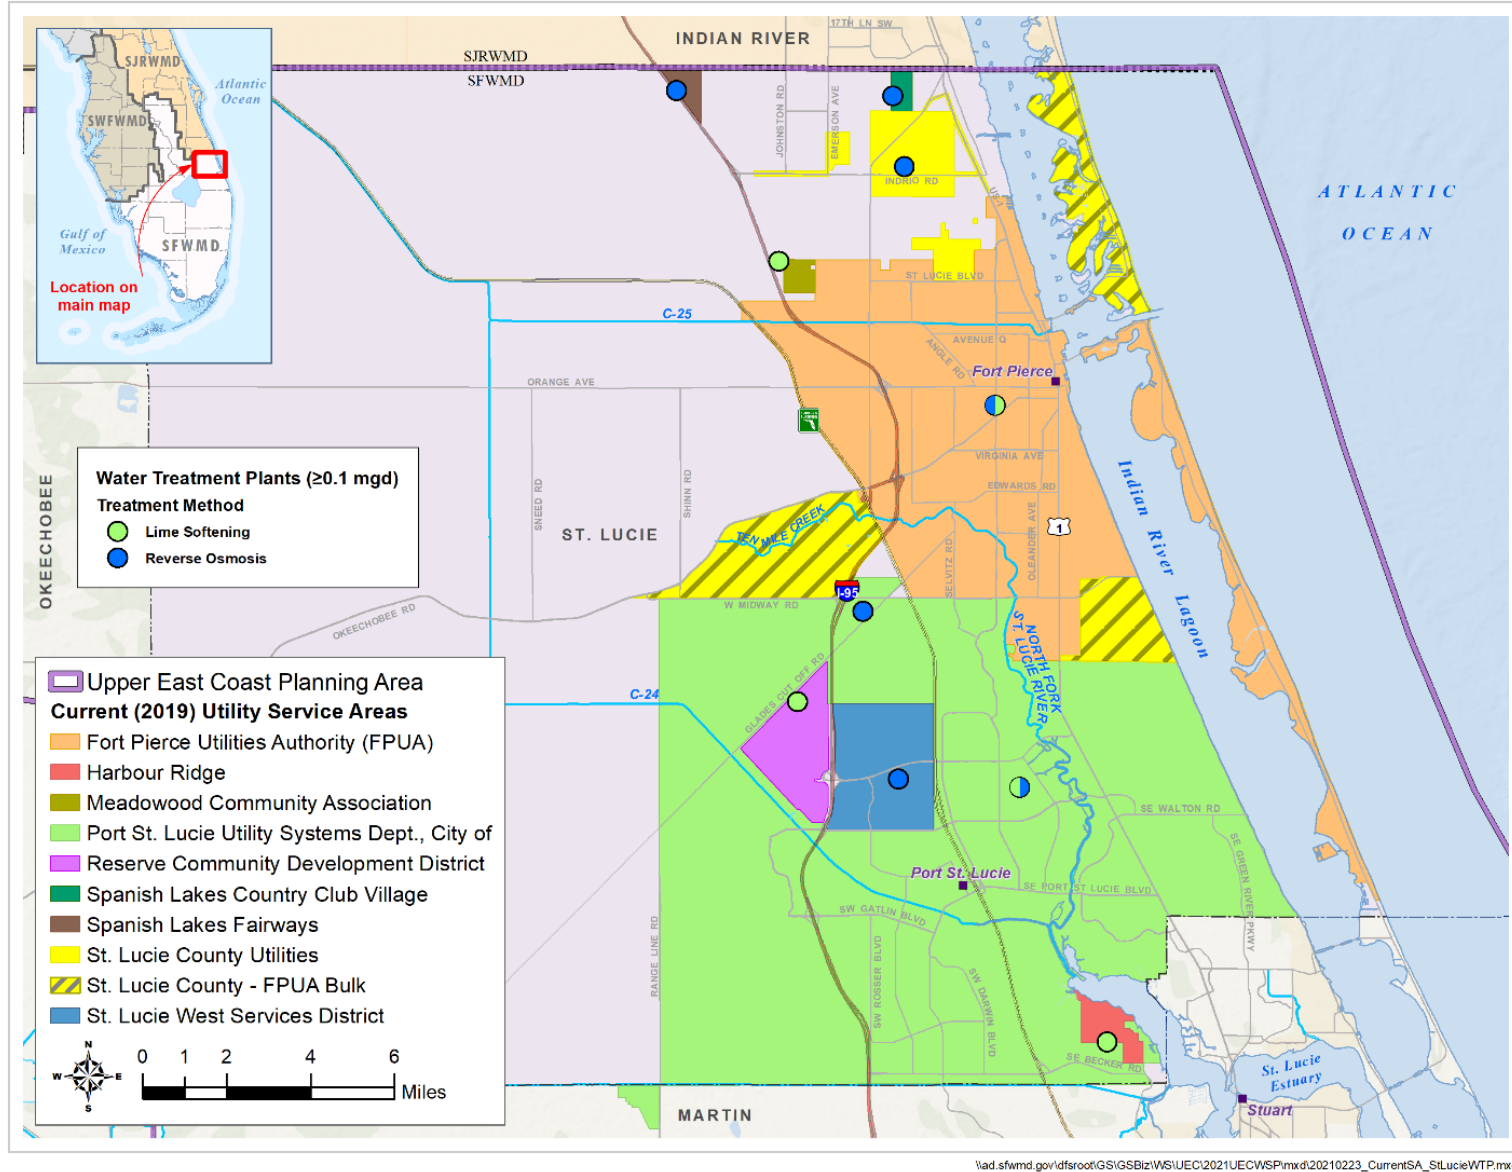 INDIAN RIVER
17TH LN SW
SJRWMD
SFWMD
SJRWMD
Atlantic
Ocean
SWFWMD
Gulf of
Mexico
SFWMD
Location on
main map
JOHNSTON RD
EMERSON AVE
INDRIO RD
US-1
ATLANTIC
OCEAN
ST LUCIE BLVD
C-25
AVENUE Q
ANGLE RD
Fort Pierce
ORANGE AVE
VIRGINIA AVE
EDWARDS RD
OKEECHOBEE
Water Treatment Plants (≥0.1 mgd)
Treatment Method
Lime Softening
Reverse Osmosis
SNEED RD
SHINN RD
ST. LUCIE
TEN MILE CREEK
OLEANDER AVE
1
SELVITZ RD
Indian River Lagoon
I-95
W MIDWAY RD
OKEECHOBEE RD
NORTH FORK
ST. LUCIE RIVER
GLADES CUT OFF RD
C-24
SE WALTON RD
SE GREEN RIVER PKWY
Port St. Lucie
SE PORT ST LUCIE BLVD
SW GATLIN BLVD
RANGE LINE RD
SW ROSSER BLVD
SW DARWIN BLVD
SE BECKER RD
St. Lucie
Estuary
Stuart
MARTIN
Upper East Coast Planning Area
Current (2019) Utility Service Areas
Fort Pierce Utilities Authority (FPUA)
Harbour Ridge
Meadowood Community Association
Port St. Lucie Utility Systems Dept., City of
Reserve Community Development District
Spanish Lakes Country Club Village
Spanish Lakes Fairways
St. Lucie County Utilities
St. Lucie County - FPUA Bulk
St. Lucie West Services District
N
W E
S
0 1 2 4 6
Miles
\\ad.sfwmd.gov\dfsroot\GS\GSBiz\WS\UEC\2021UECWSP\mxd\20210223_CurrentSA_StLucieWTP.mx